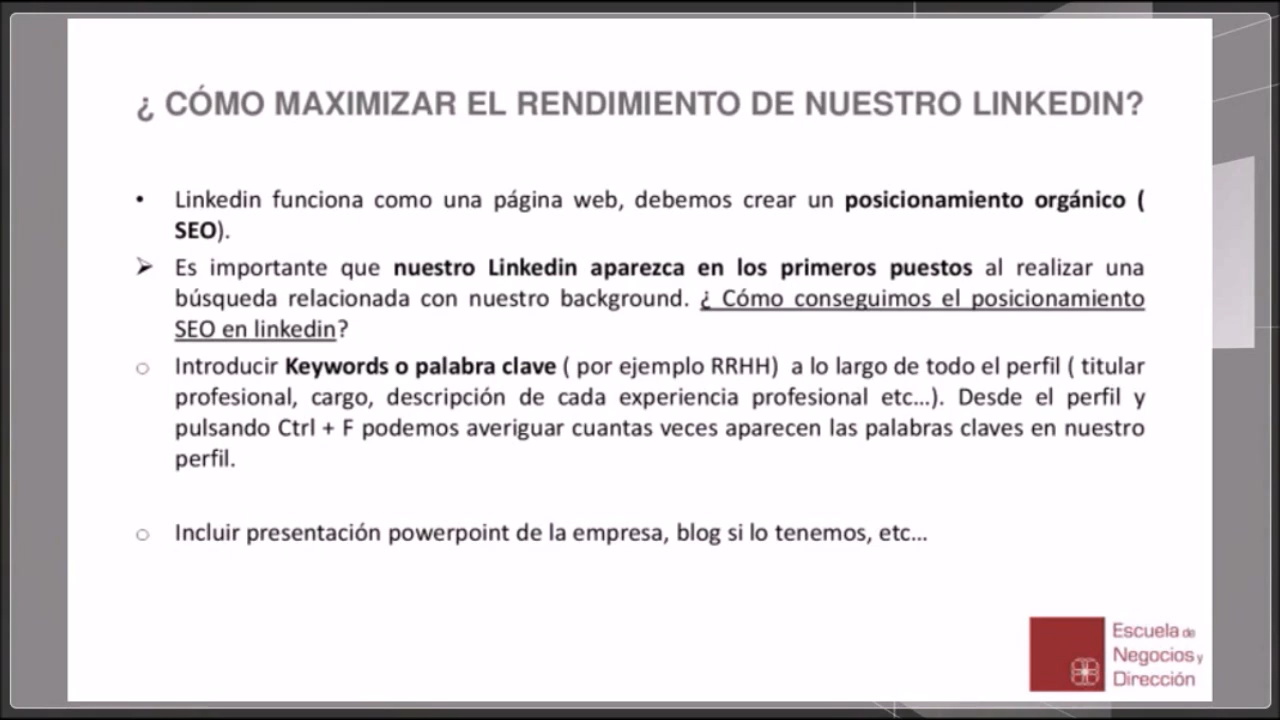 ¿ CÓMO MAXIMIZAR EL RENDIMIENTO DE NUESTRO LINKEDIN?
• Linkedin funciona como una página web, debemos crear un posicionamiento orgánico (
SEO).
➢ Es importante que nuestro Linkedin aparezca en los primeros puestos al realizar una
búsqueda relacionada con nuestro background. ¿ Cómo conseguimos el posicionamiento
SEO en linkedin?
○ Introducir Keywords o palabra clave ( por ejemplo RRHH) a lo largo de todo el perfil ( titular
profesional, cargo, descripción de cada experiencia profesional etc…). Desde el perfil y
pulsando Ctrl + F podemos averiguar cuantas veces aparecen las palabras claves en nuestro
perfil.
○ Incluir presentación powerpoint de la empresa, blog si lo tenemos, etc…
Escuela de
Negocios y
Dirección